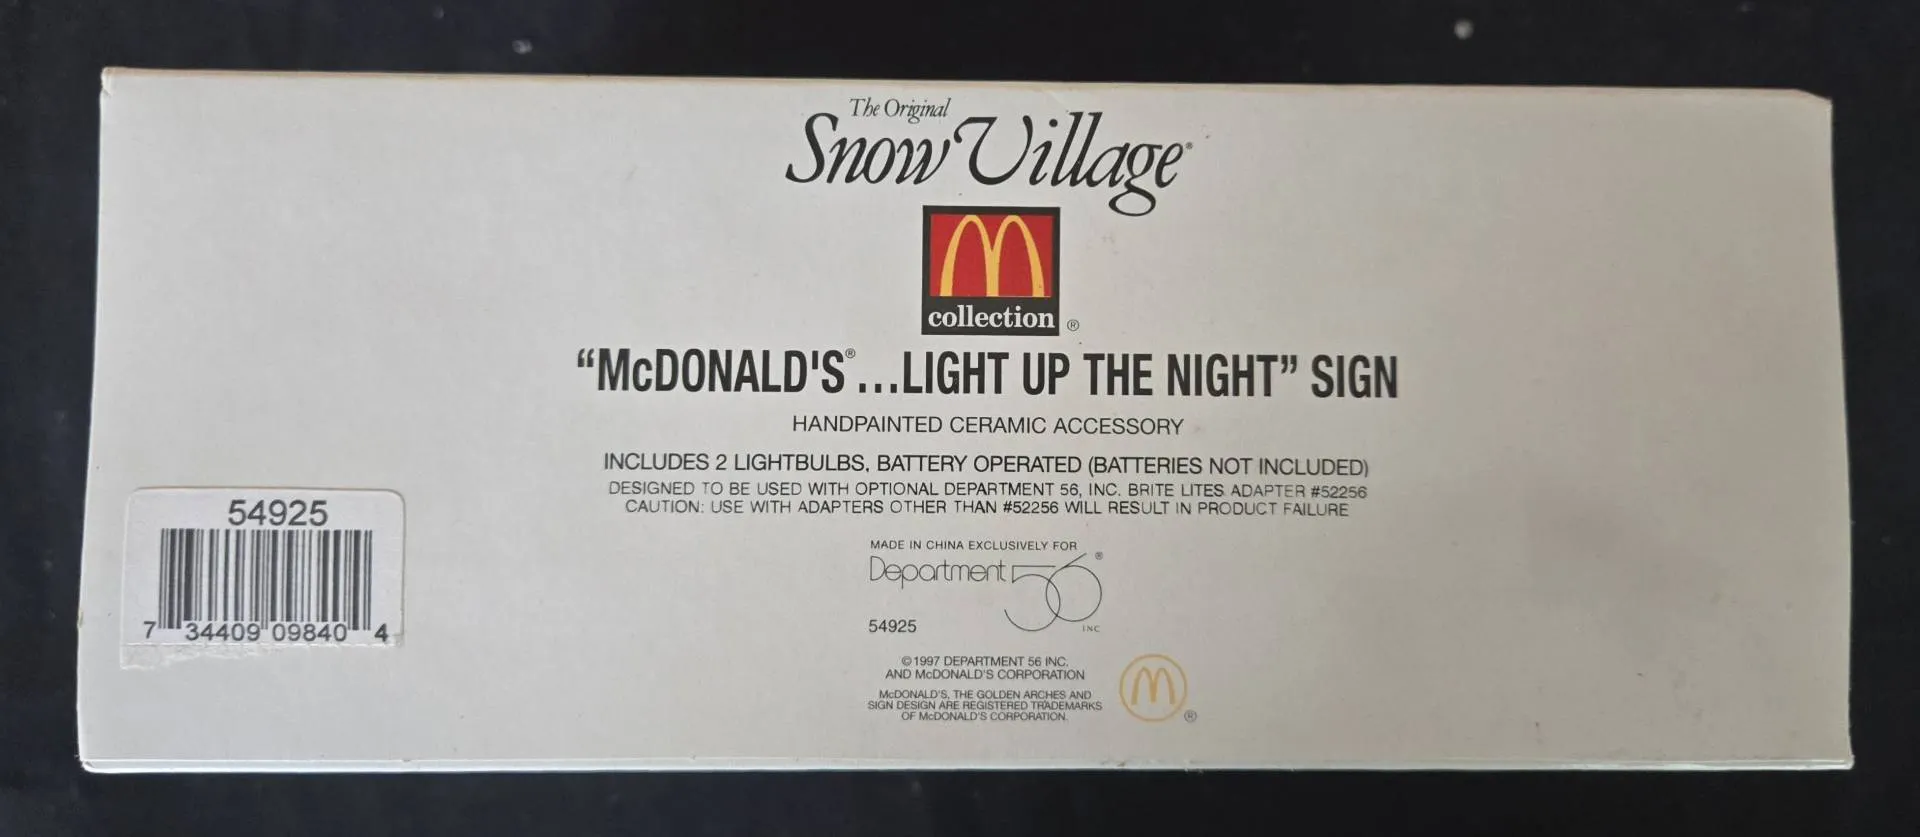 The Original
Snow Village®
M
collection ®
“McDONALD'S® ...LIGHT UP THE NIGHT” SIGN
HANDPAINTED CERAMIC ACCESSORY
INCLUDES 2 LIGHTBULBS, BATTERY OPERATED (BATTERIES NOT INCLUDED)
DESIGNED TO BE USED WITH OPTIONAL DEPARTMENT 56, INC. BRITE LITES ADAPTER #52256
CAUTION: USE WITH ADAPTERS OTHER THAN #52256 WILL RESULT IN PRODUCT FAILURE
54925
7 34409 09840 4
MADE IN CHINA EXCLUSIVELY FOR
Department 56®
INC
54925
©1997 DEPARTMENT 56 INC.
AND McDONALD'S CORPORATION
McDONALD'S, THE GOLDEN ARCHES AND
SIGN DESIGN ARE REGISTERED TRADEMARKS
OF McDONALD'S CORPORATION.
M ®